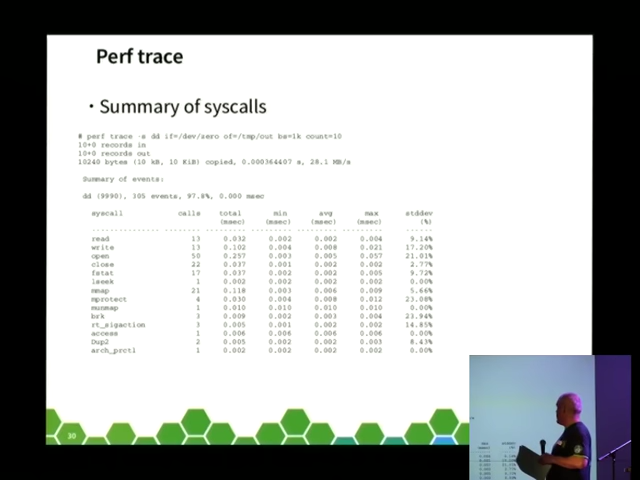 Perf trace
· Summary of syscalls
# perf trace -s dd if=/dev/zero of=/tmp/out bs=1k count=10
10+0 records in
10+0 records out
10240 bytes (10 kB, 10 KiB) copied, 0.000364407 s, 28.1 MB/s
Summary of events:
dd (9990), 305 events, 97.8%, 0.000 msec
syscall calls total min avg max stddev
(msec) (msec) (msec) (msec) (%)
read 13 0.032 0.002 0.002 0.004 9.14%
write 13 0.102 0.004 0.008 0.021 17.20%
open 50 0.257 0.003 0.005 0.057 21.01%
close 22 0.037 0.001 0.002 0.002 2.77%
fstat 17 0.037 0.002 0.002 0.005 9.72%
lseek 1 0.002 0.002 0.002 0.002 0.00%
mmap 21 0.118 0.003 0.006 0.009 5.66%
mprotect 4 0.030 0.004 0.008 0.012 23.08%
munmap 1 0.010 0.010 0.010 0.010 0.00%
brk 3 0.009 0.002 0.003 0.004 23.94%
rt_sigaction 3 0.005 0.001 0.002 0.002 14.85%
access 1 0.006 0.006 0.006 0.006 0.00%
Dup2 2 0.005 0.002 0.002 0.003 8.43%
arch_prctl 1 0.002 0.002 0.002 0.002 0.00%
30